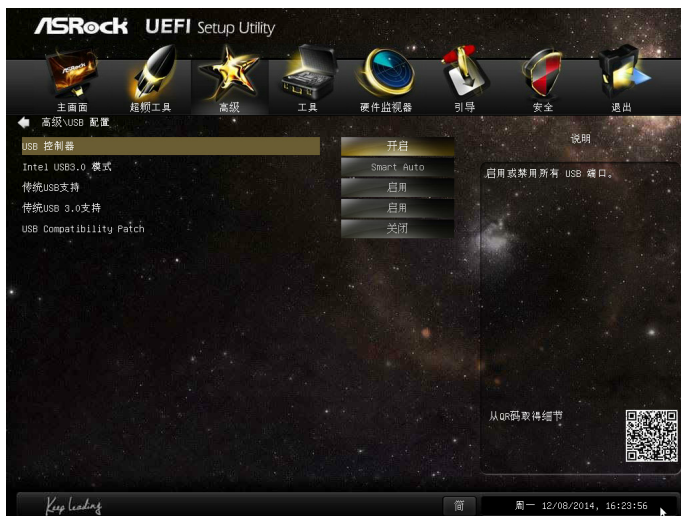 ASRock UEFI Setup Utility
主画面 超频工具 高级 工具 硬件监视器 引导 安全 退出
高级\USB 配置
USB 控制器 开启
Intel USB3.0 模式 Smart Auto
传统USB支持 启用
传统USB 3.0支持 启用
USB Compatibility Patch 关闭
说明
启用或禁用所有 USB 端口。
从QR码取得细节
Keep Leading
简
周一 12/08/2014, 16:23:56